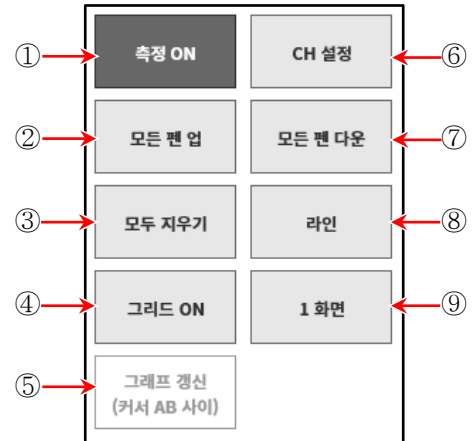 ① 측정 ON CH 설정 ⑥
② 모든 펜 업 모든 펜 다운 ⑦
③ 모두 지우기 라인 ⑧
④ 그리드 ON 1 화면 ⑨
⑤ 그래프 갱신
(커서 AB 사이)